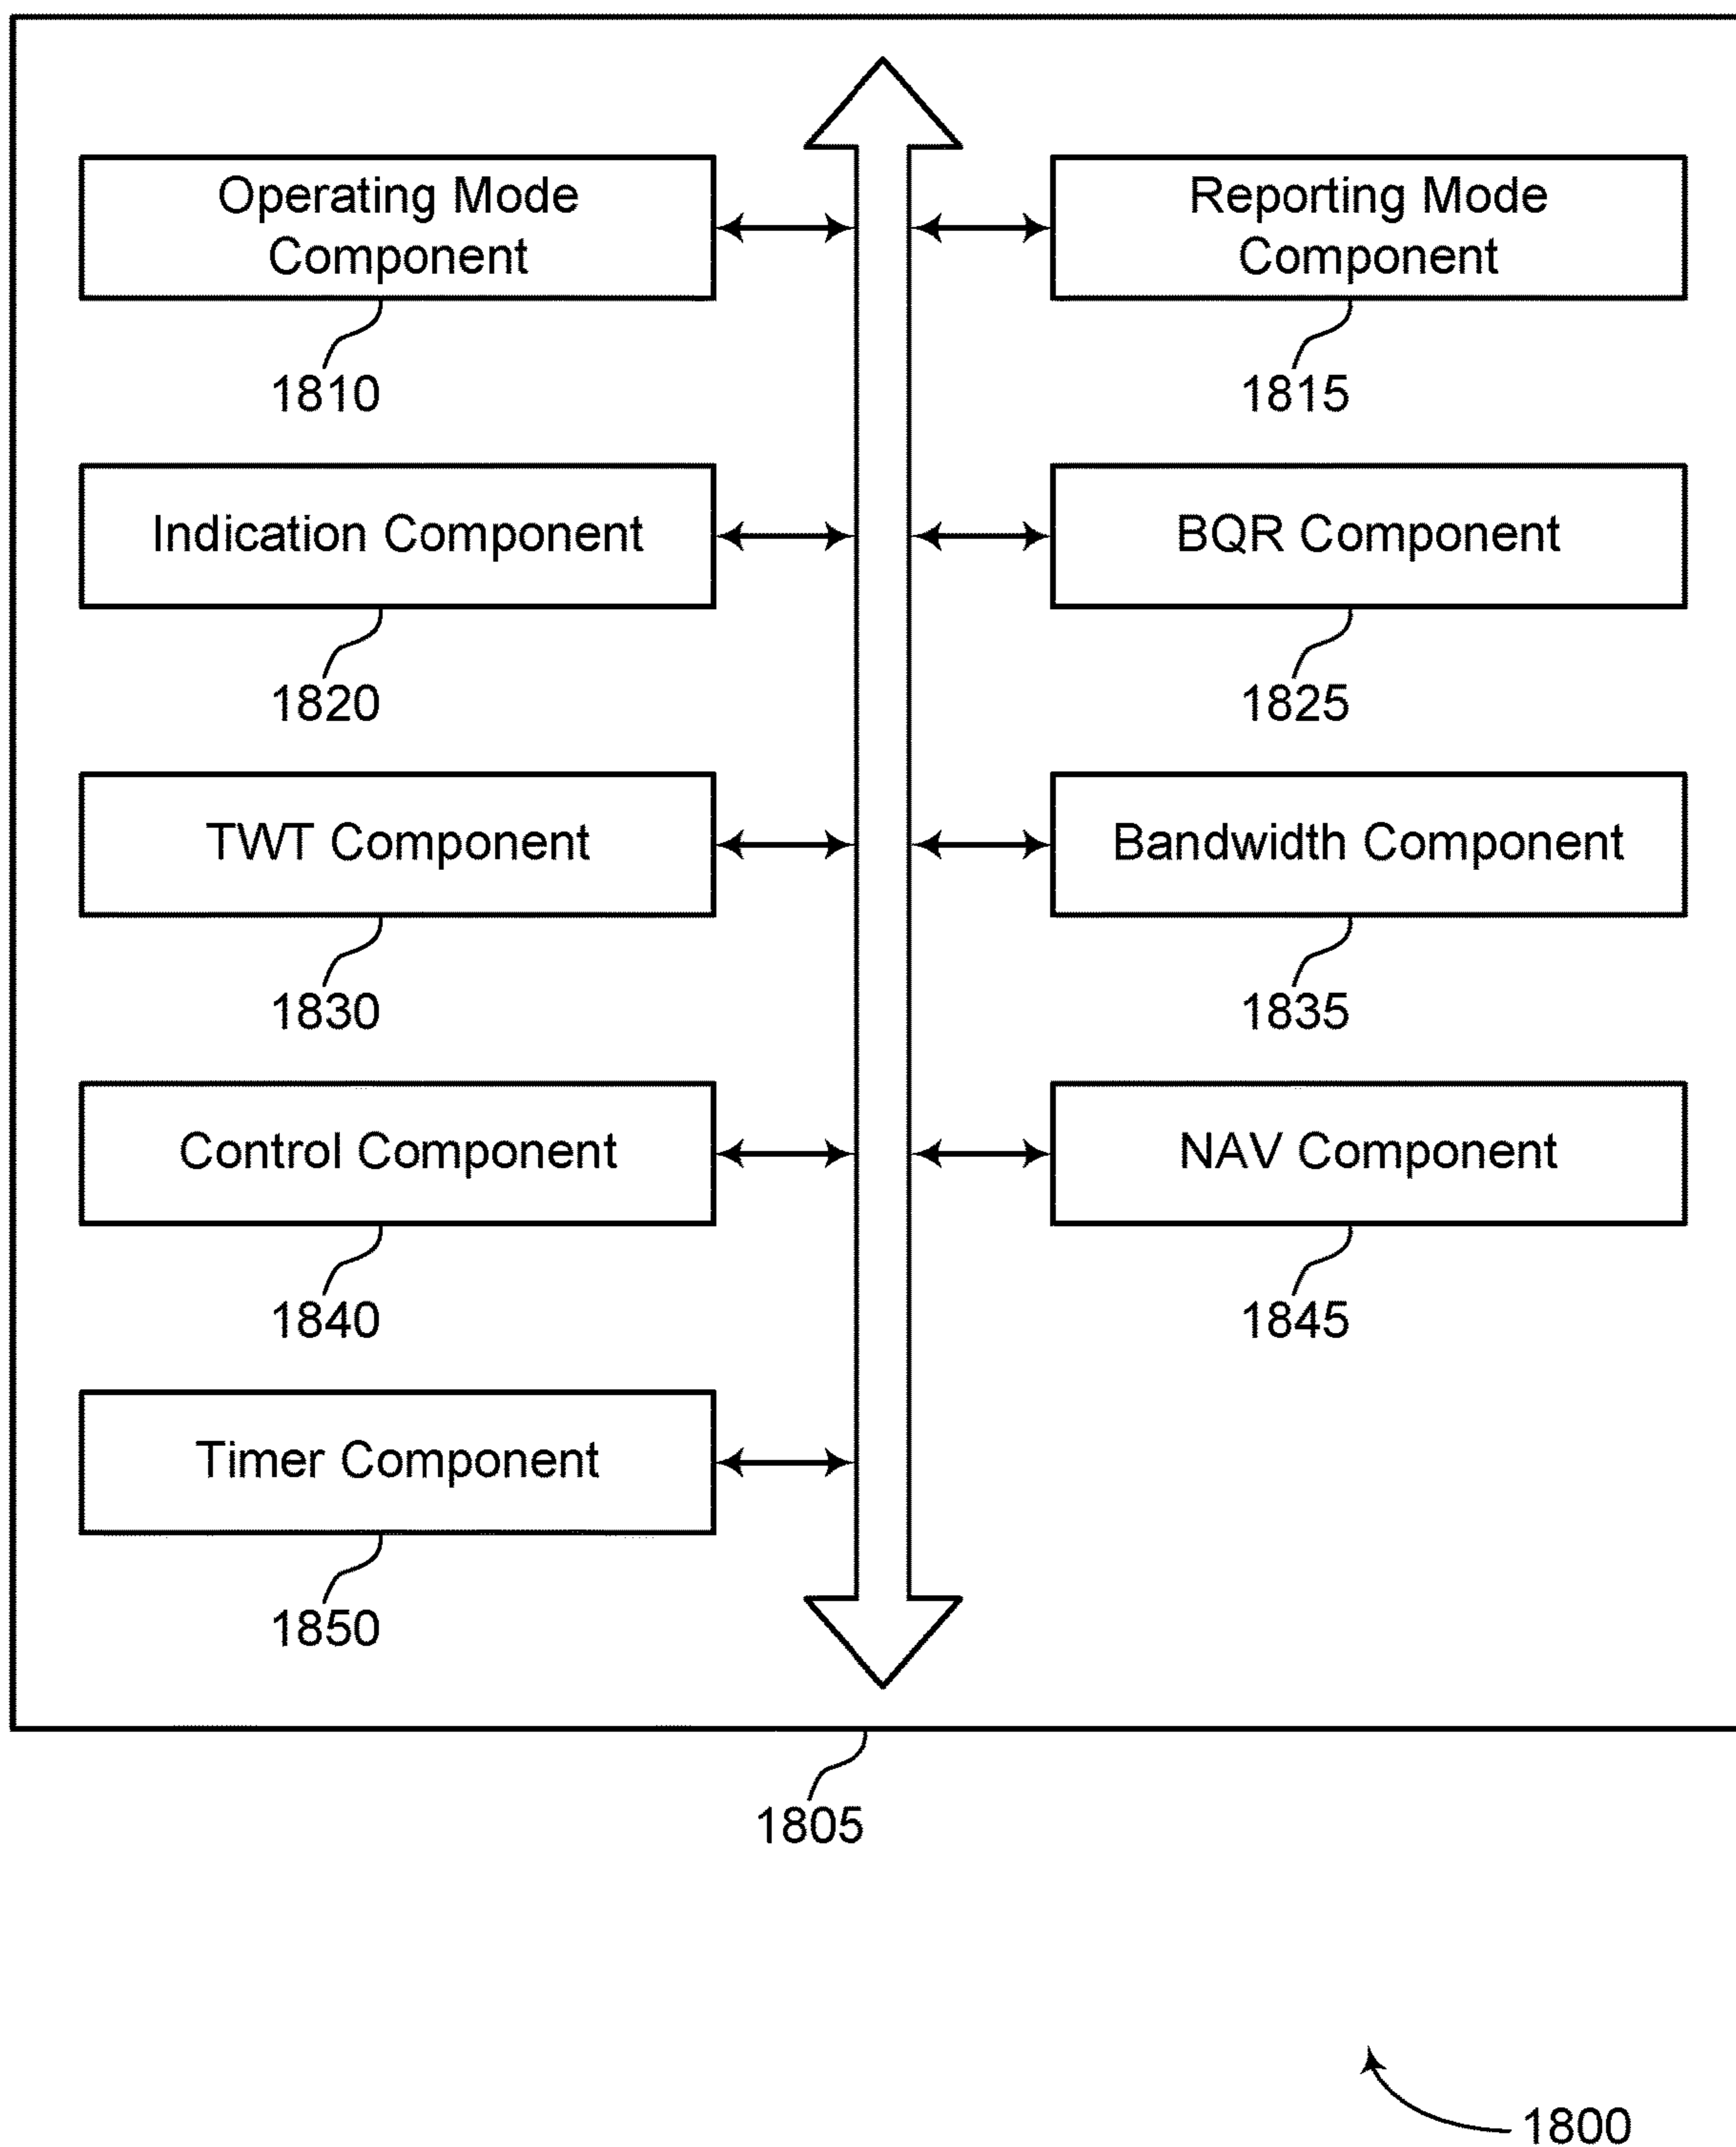 Operating Mode
Component
1810
Reporting Mode
Component
1815
Indication Component
1820
BQR Component
1825
TWT Component
1830
Bandwidth Component
1835
Control Component
1840
NAV Component
1845
Timer Component
1850
1805
1800